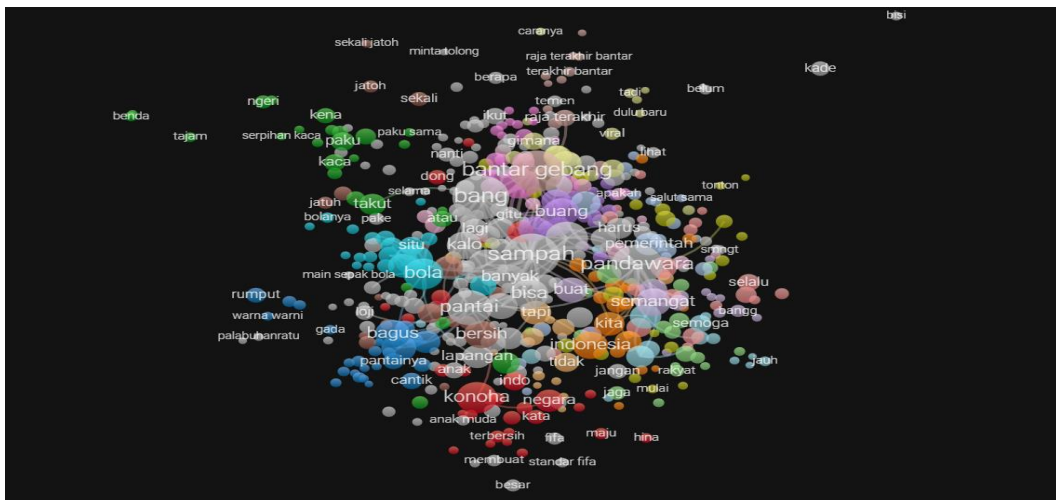 bisi
caranya
sekali jatoh
mintanolong
raja terakhir bantar
terakhir bantar
berapa
kade
jatoh
tadi
belum
sekali
ngeri
temen
benda
kena
ikut
raja terakhir
dulu baru
tajam
serpihan kaca
paku
paku sama
gimana
viral
kaca
nanti
lihat
dong
bantar gebang
selama
bang
apakah
tonton
jatuh
takut
pake
salut sama
bolanya
atau
gitu
buang
lagi
harus
situ
kalo
sampah
pemerintah
smngt
bola
pandawara
main sepak bola
banyak
selalu
rumput
bisa
buat
semangat
bangg
warna warni
loji
pantai
tapi
kita
semoga
palabuhanratu
gada
bagus
bersih
indonesia
pantainya
lapangan
tidak
jauh
anak
jangan
rakyat
cantik
indo
mulai
konoha
negara
jaga
anak muda
kata
terbersih
fifa
maju
hina
membuat
standar fifa
besar